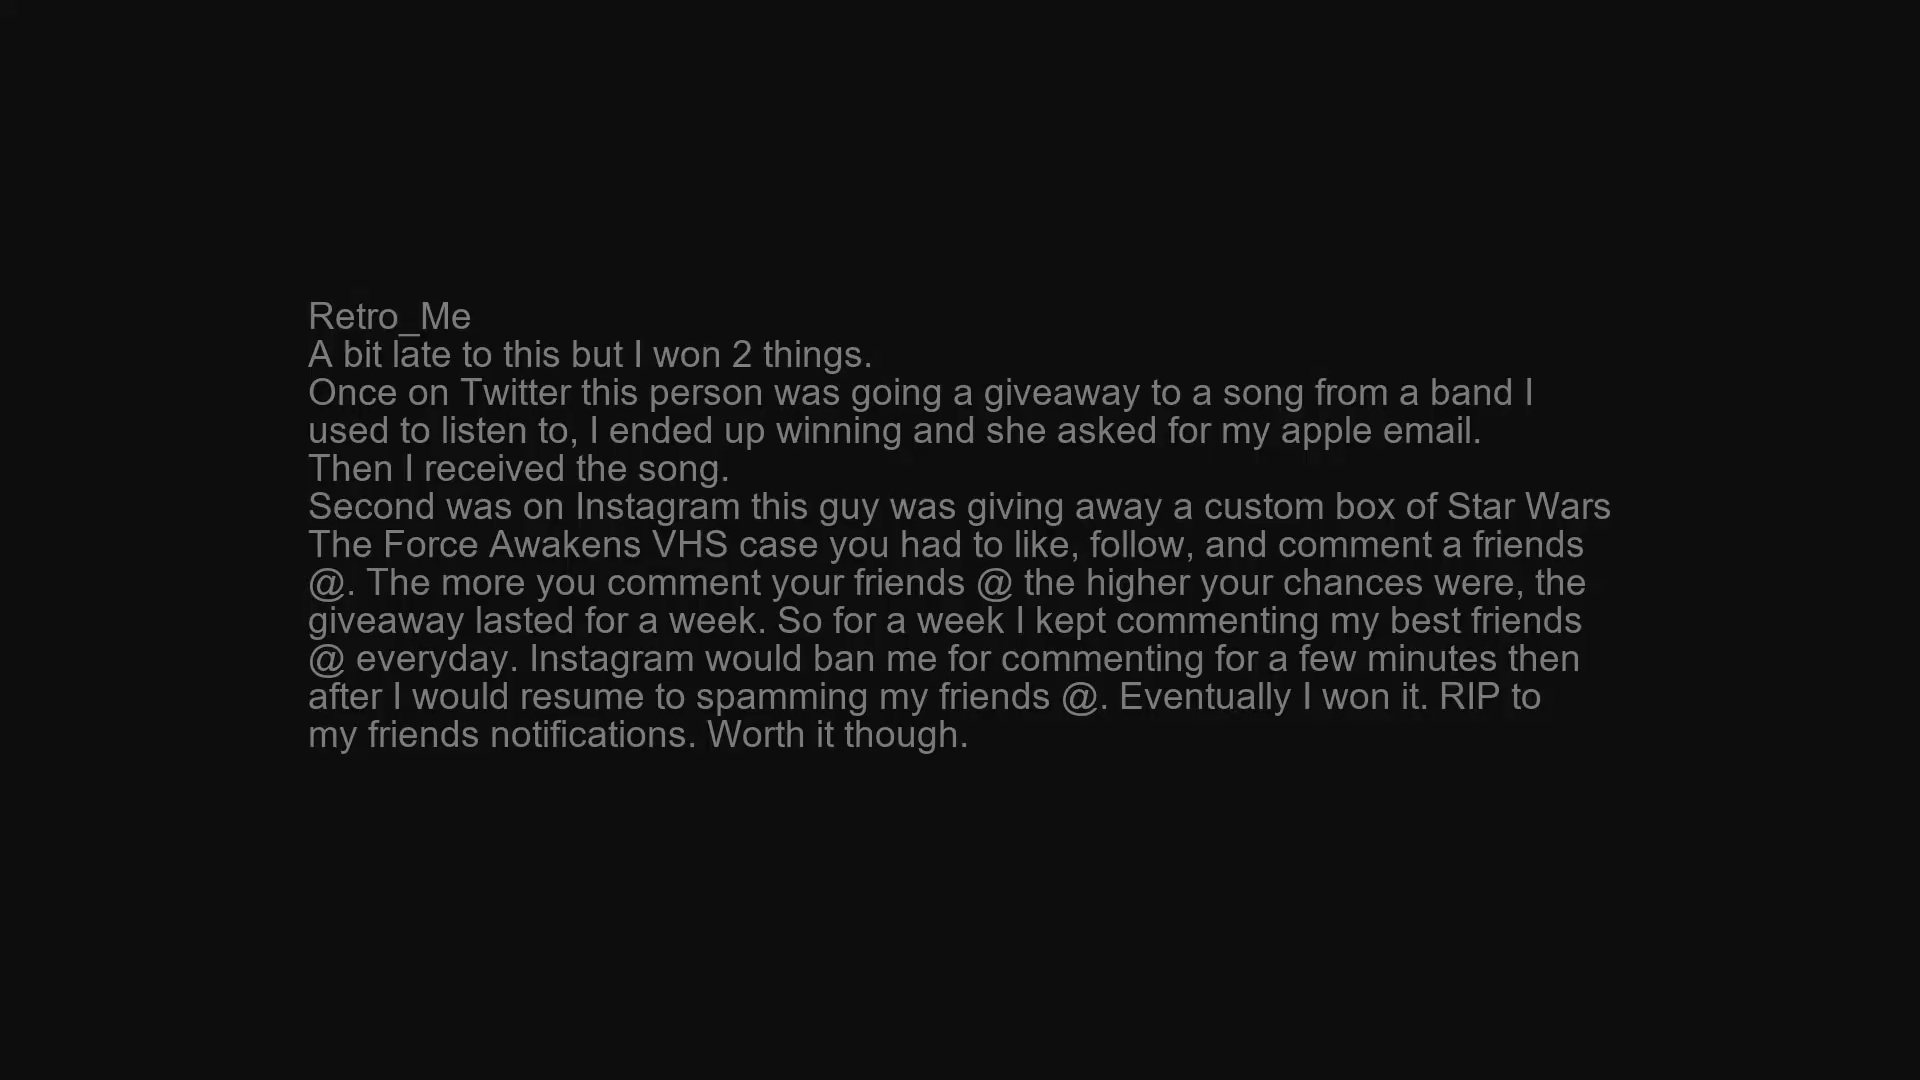 Retro_Me
A bit late to this but I won 2 things.
Once on Twitter this person was going a giveaway to a song from a band I
used to listen to, I ended up winning and she asked for my apple email.
Then I received the song.
Second was on Instagram this guy was giving away a custom box of Star Wars
The Force Awakens VHS case you had to like, follow, and comment a friends
@. The more you comment your friends @ the higher your chances were, the
giveaway lasted for a week. So for a week I kept commenting my best friends
@ everyday. Instagram would ban me for commenting for a few minutes then
after I would resume to spamming my friends @. Eventually I won it. RIP to
my friends notifications. Worth it though.